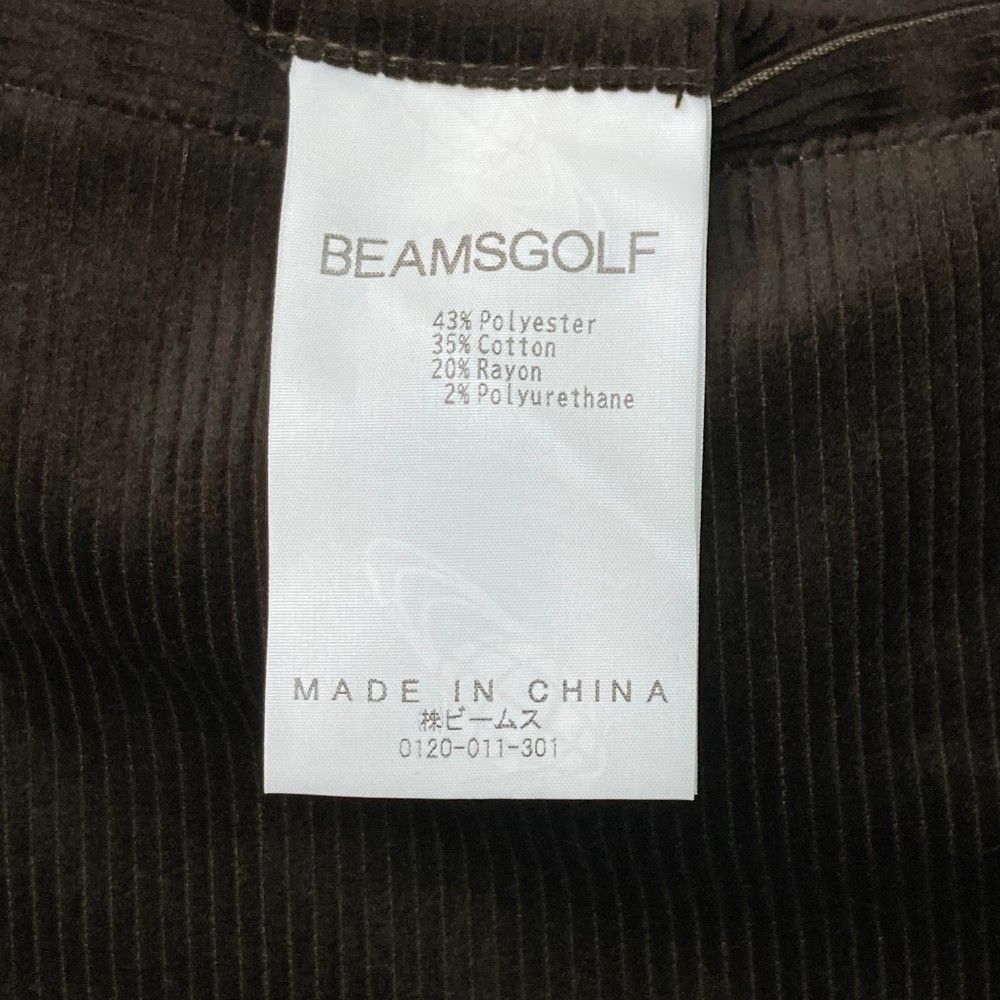 BEAMSGOLF
43% Polyester
35% Cotton
20% Rayon
2% Polyurethane
MADE IN CHINA
株ビームス
0120-011-301